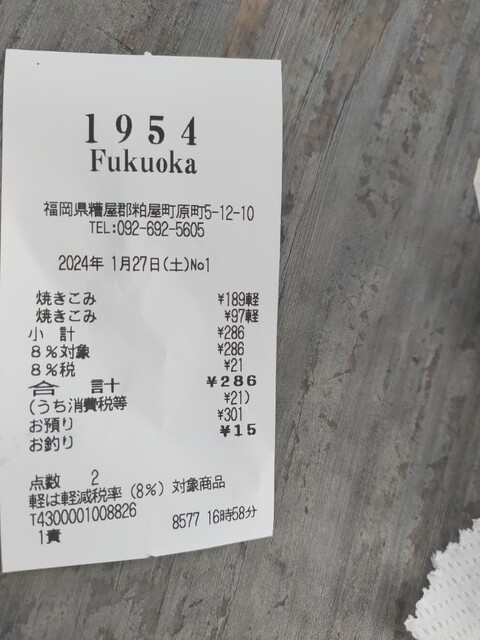 1954
Fukuoka
福岡県糟屋郡粕屋町原町5-12-10
TEL:092-692-5605
2024年 1月27日(土)No1
焼きこみ ¥189軽
焼きこみ ¥97軽
小 計 ¥286
8%対象 ¥286
8%税 ¥21
合 計 ¥286
(うち消費税等 ¥21)
お預り ¥301
お釣り ¥15
点数 2
軽は軽減税率(8%)対象商品
T4300001008826
1責 8577 16時58分